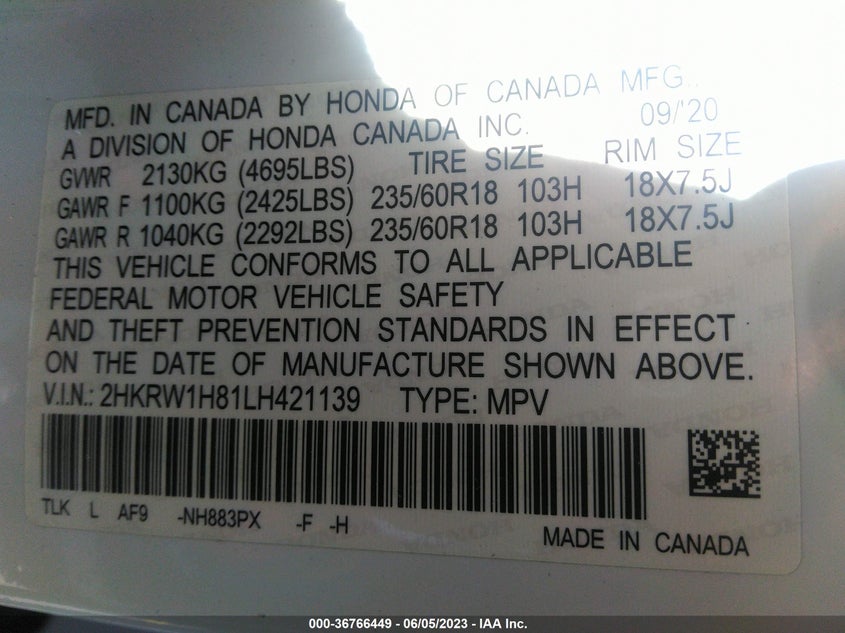 MFD. IN CANADA BY HONDA OF CANADA MFG.,
A DIVISION OF HONDA CANADA INC. 09/'20
GVWR 2130KG (4695LBS) TIRE SIZE RIM SIZE
GAWR F 1100KG (2425LBS) 235/60R18 103H 18X7.5J
GAWR R 1040KG (2292LBS) 235/60R18 103H 18X7.5J
THIS VEHICLE CONFORMS TO ALL APPLICABLE
FEDERAL MOTOR VEHICLE SAFETY
AND THEFT PREVENTION STANDARDS IN EFFECT
ON THE DATE OF MANUFACTURE SHOWN ABOVE.
V.I.N.: 2HKRW1H81LH421139 TYPE: MPV
TLK L AF9 -NH883PX -F -H
MADE IN CANADA
000-36766449 - 06/05/2023 - IAA Inc.